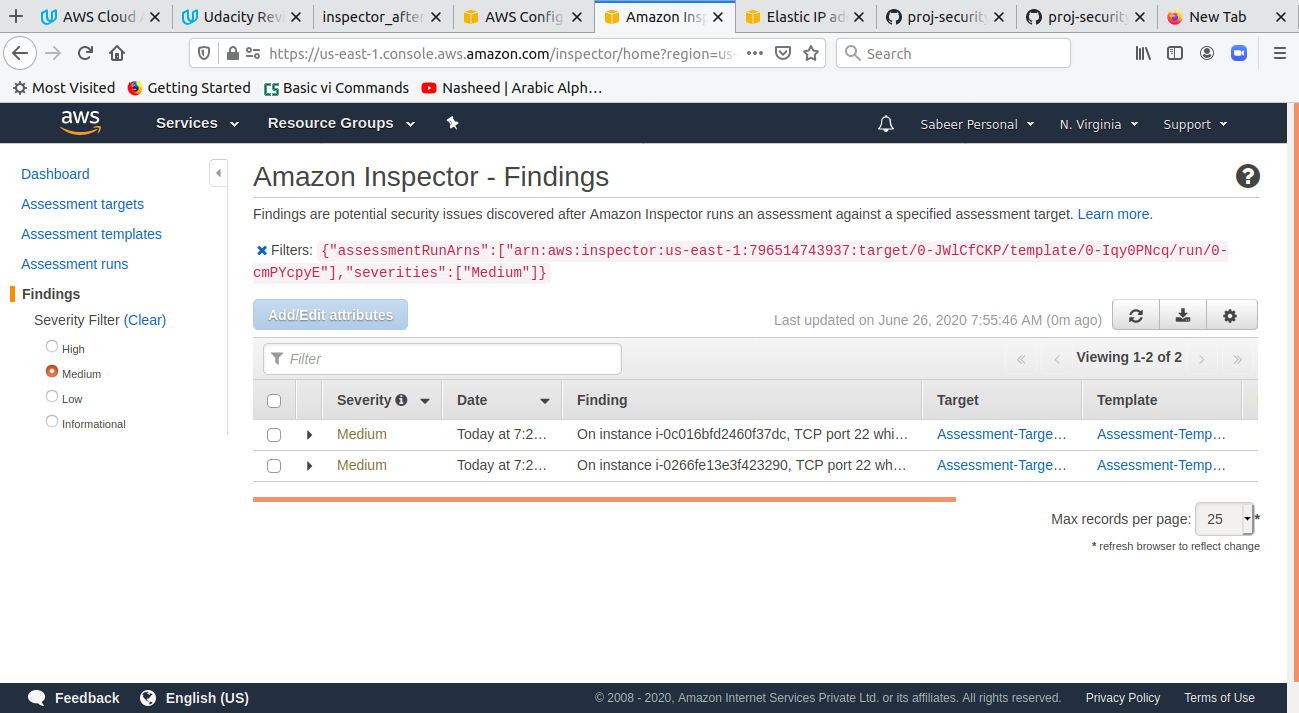 AWS Cloud A
Udacity Revi
inspector_after
AWS Config
Amazon Insp
Elastic IP ad
proj-security
proj-security
New Tab
https://us-east-1.console.aws.amazon.com/inspector/home?region=us-
Search
Most Visited
Getting Started
Basic vi Commands
Nasheed | Arabic Alph…
aws
Services
Resource Groups
Sabeer Personal
N. Virginia
Support
Dashboard
Assessment targets
Assessment templates
Assessment runs
Findings
Severity Filter (Clear)
High
Medium
Low
Informational
Amazon Inspector - Findings
Findings are potential security issues discovered after Amazon Inspector runs an assessment against a specified assessment target. Learn more.
Filters: {"assessmentRunArns":["arn:aws:inspector:us-east-1:796514743937:target/0-JWlCfCKP/template/0-Iqy0PNcq/run/0-
cmPYcpyE"],"severities":["Medium"]}
Add/Edit attributes
Last updated on June 26, 2020 7:55:46 AM (0m ago)
Filter
« ‹ Viewing 1-2 of 2 › »
Severity Date Finding Target Template
Medium Today at 7:2… On instance i-0c016bfd2460f37dc, TCP port 22 whi… Assessment-Targe… Assessment-Temp…
Medium Today at 7:2… On instance i-0266fe13e3f423290, TCP port 22 wh… Assessment-Targe… Assessment-Temp…
Max records per page: 25 *
* refresh browser to reflect change
Feedback
English (US)
© 2008 - 2020, Amazon Internet Services Private Ltd. or its affiliates. All rights reserved.
Privacy Policy
Terms of Use